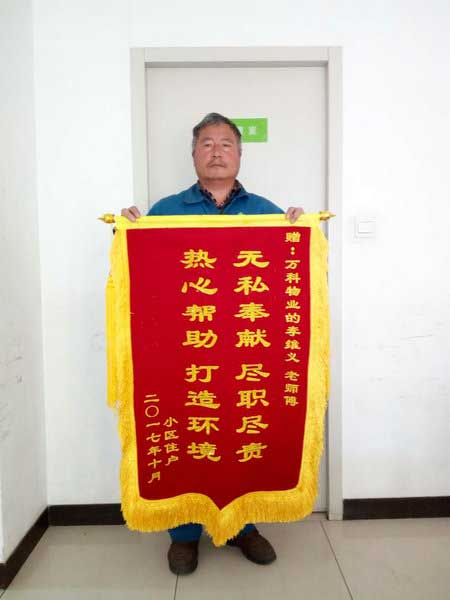 赠：万科物业的李维义 老师傅
无私奉献 尽职尽责
热心帮助 打造环境
小区住户
二〇一七年十月